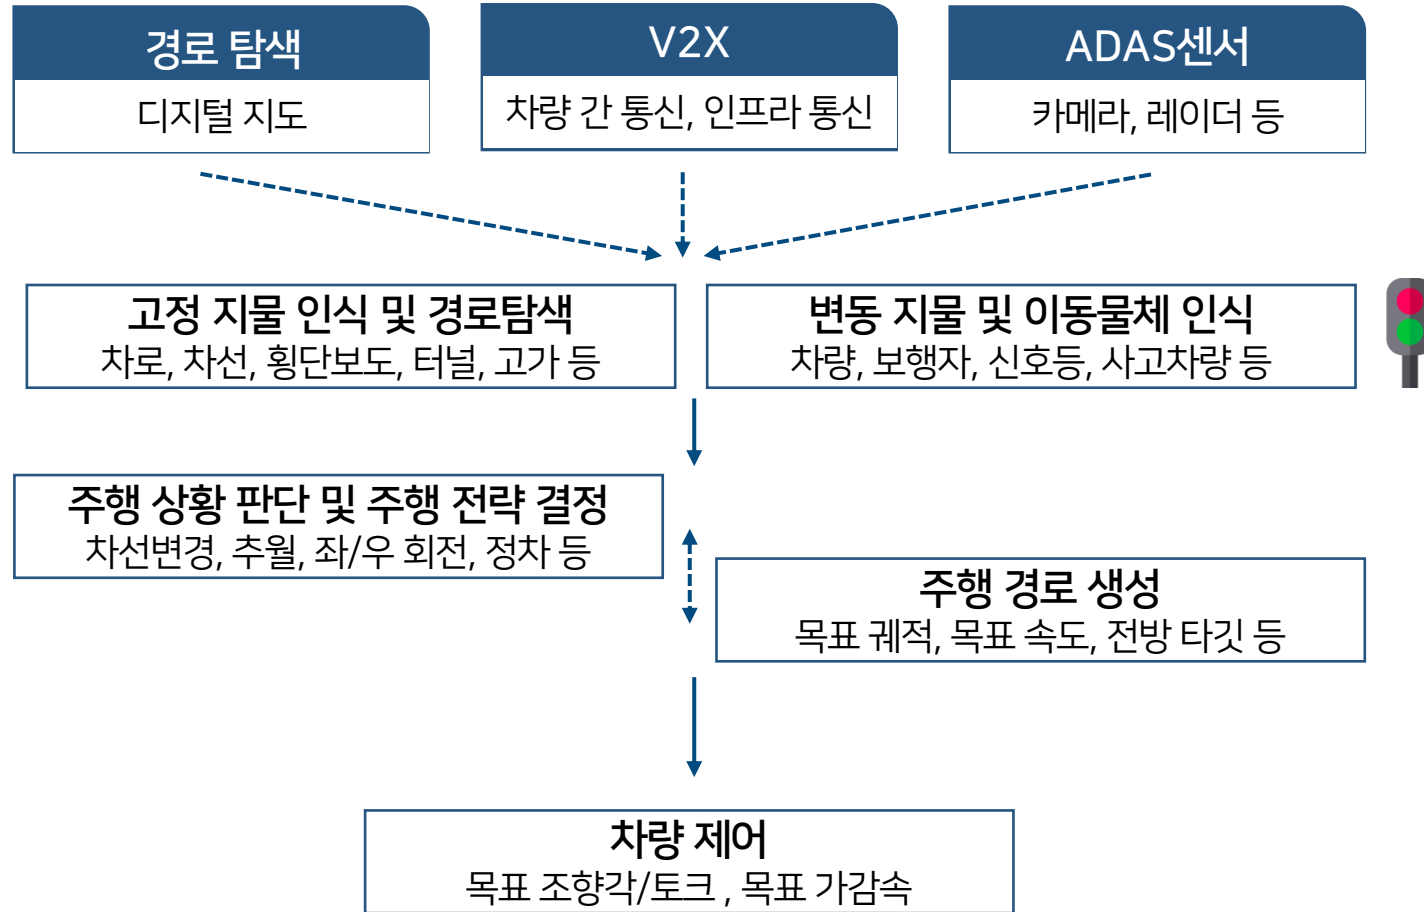 경로 탐색
디지털 지도
V2X
차량 간 통신, 인프라 통신
ADAS센서
카메라, 레이더 등
고정 지물 인식 및 경로탐색
차로, 차선, 횡단보도, 터널, 고가 등
변동 지물 및 이동물체 인식
차량, 보행자, 신호등, 사고차량 등
주행 상황 판단 및 주행 전략 결정
차선변경, 추월, 좌/우 회전, 정차 등
주행 경로 생성
목표 궤적, 목표 속도, 전방 타깃 등
차량 제어
목표 조향각/토크 , 목표 가감속